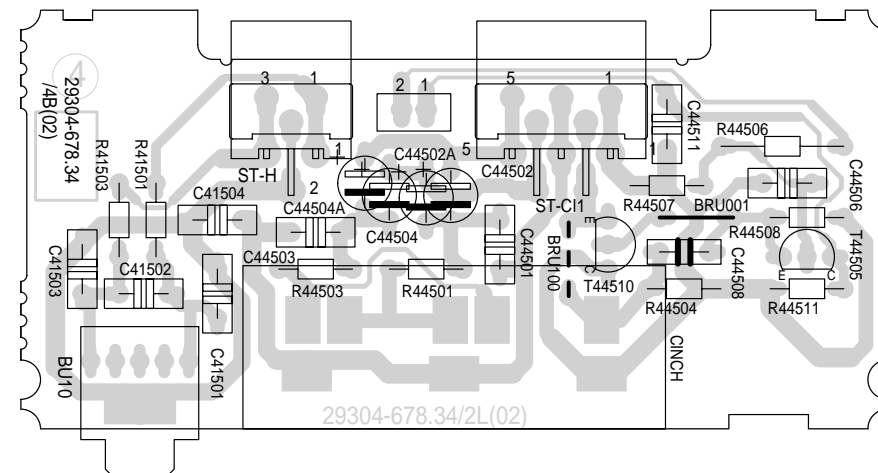 4
29304-678.34
/4B(02)
3
1
2
1
5
1
ST-H
1
2
C44502A
5
C44502
ST-CI1
1
C44511
R44506
R44507
BRU001
C44506
R44508
T44505
E
C
R44511
R41503
R41501
C41504
C44504A
C44504
C44503
C41503
C41502
R44503
R44501
C44501
BRU100
E
C
T44510
R44504
C44508
CINCH
C41501
BU10
29304-678.34/2L(02)